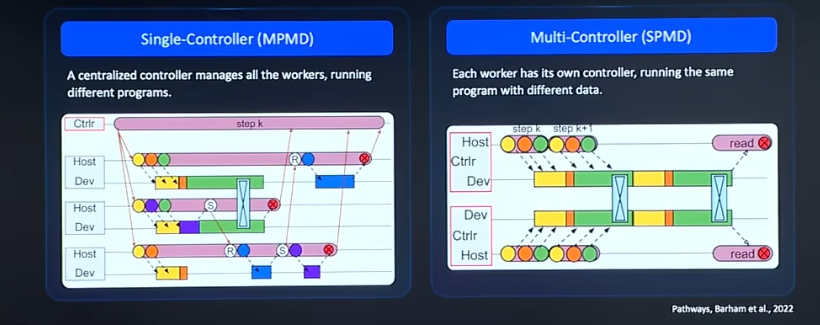 Single-Controller (MPMD)
A centralized controller manages all the workers, running
different programs.
Ctrlr
step k
Host
R
Dev
Host
S
Dev
Host
R
S
Dev
Multi-Controller (SPMD)
Each worker has its own controller, running the same
program with different data.
step k
step k+1
Host
read
Ctrlr
Dev
Dev
Ctrlr
Host
read
Pathways, Barham et al., 2022